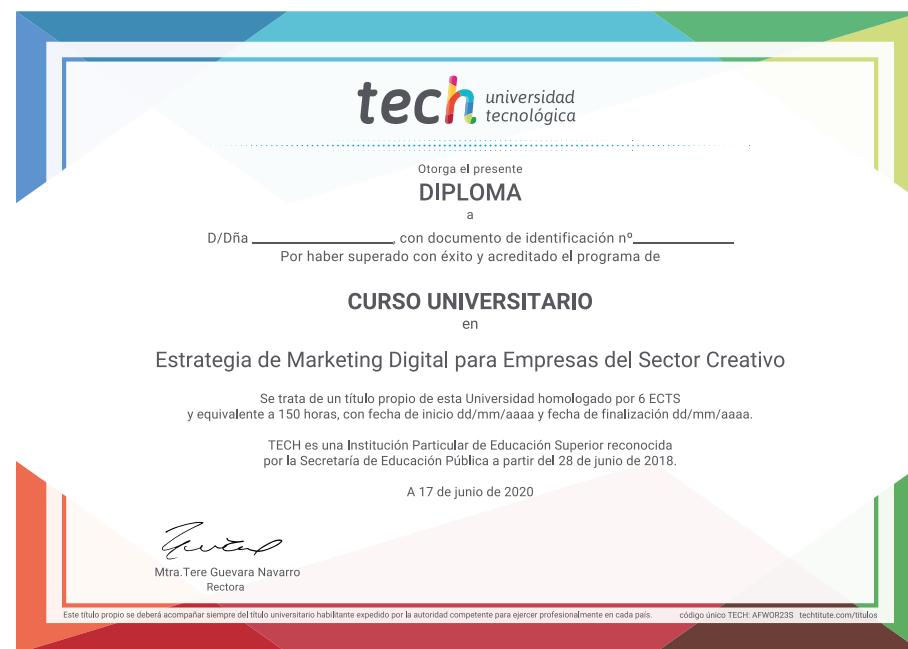 tech universidad
tecnológica
Otorga el presente
DIPLOMA
a
D/Dña ____________, con documento de identificación nº____________
Por haber superado con éxito y acreditado el programa de
CURSO UNIVERSITARIO
en
Estrategia de Marketing Digital para Empresas del Sector Creativo
Se trata de un título propio de esta Universidad homologado por 6 ECTS
y equivalente a 150 horas, con fecha de inicio dd/mm/aaaa y fecha de finalización dd/mm/aaaa.
TECH es una Institución Particular de Educación Superior reconocida
por la Secretaría de Educación Pública a partir del 28 de junio de 2018.
A 17 de junio de 2020
Mtra.Tere Guevara Navarro
Rectora
Este título propio se deberá acompañar siempre del título universitario habilitante expedido por la autoridad competente para ejercer profesionalmente en cada país. código único TECH: AFWOR23S techtitute.com/titulos